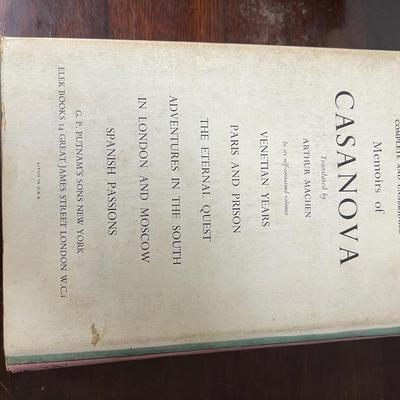 COMPLETE AND UNABRIDGED
Memoirs of
CASANOVA
Translated by
ARTHUR MACHEN
In six self-contained volumes
VENETIAN YEARS
PARIS AND PRISON
THE ETERNAL QUEST
ADVENTURES IN THE SOUTH
IN LONDON AND MOSCOW
SPANISH PASSIONS
G. P. PUTNAM'S SONS NEW YORK
ELEK BOOKS 14 GREAT JAMES STREET LONDON W.C.1
LITHO IN U.S.A.